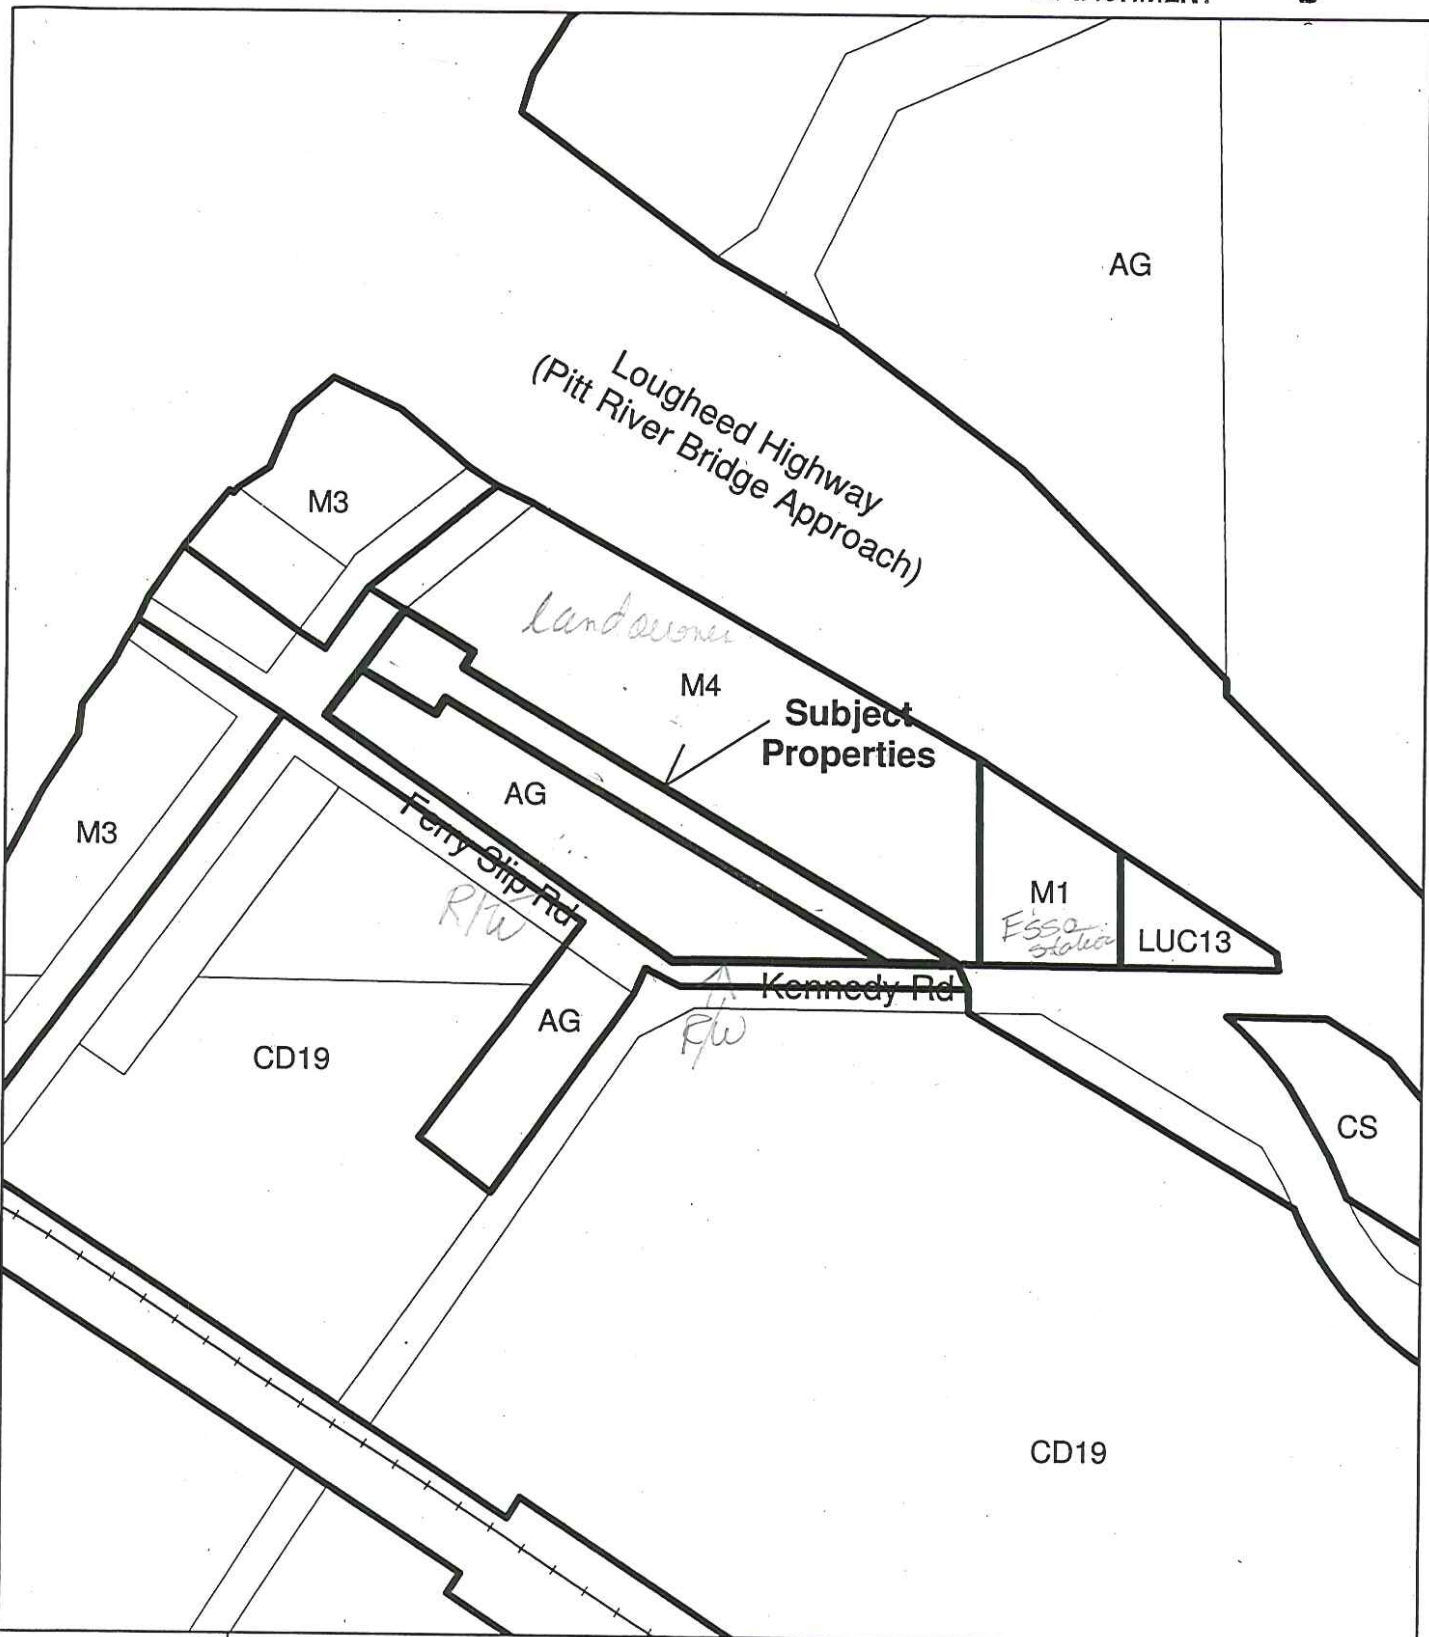 AG
Lougheed Highway
(Pitt River Bridge Approach)
M3
landowner
M4
Subject
Properties
AG
Ferry Slip Rd
R/W
M3
M1
Esso
station
LUC13
Kennedy Rd
R/W
AG
CD19
CS
CD19